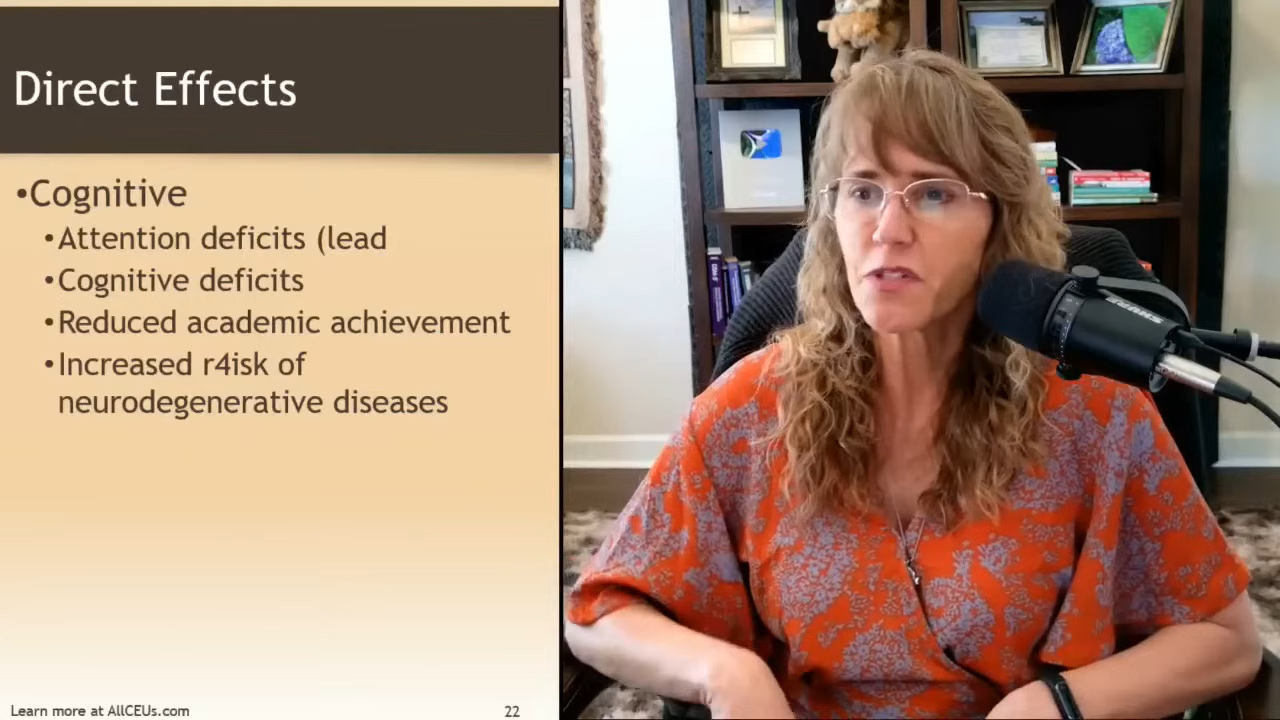 Direct Effects
•Cognitive
•Attention deficits (lead
•Cognitive deficits
•Reduced academic achievement
•Increased r4isk of
neurodegenerative diseases
Learn more at AllCEUs.com
22
SHURE